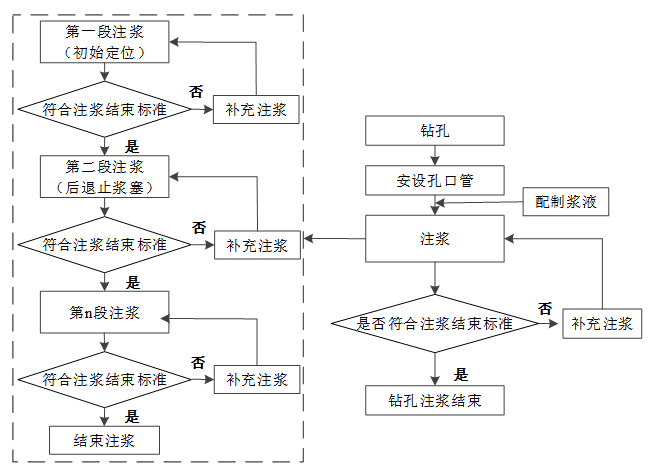 第一段注浆
（初始定位）
符合注浆结束标准
否
补充注浆
是
第二段注浆
（后退止浆塞）
符合注浆结束标准
否
补充注浆
是
第n段注浆
符合注浆结束标准
否
补充注浆
是
结束注浆
钻孔
安设孔口管
配制浆液
注浆
是否符合注浆结束标准
否
补充注浆
是
钻孔注浆结束